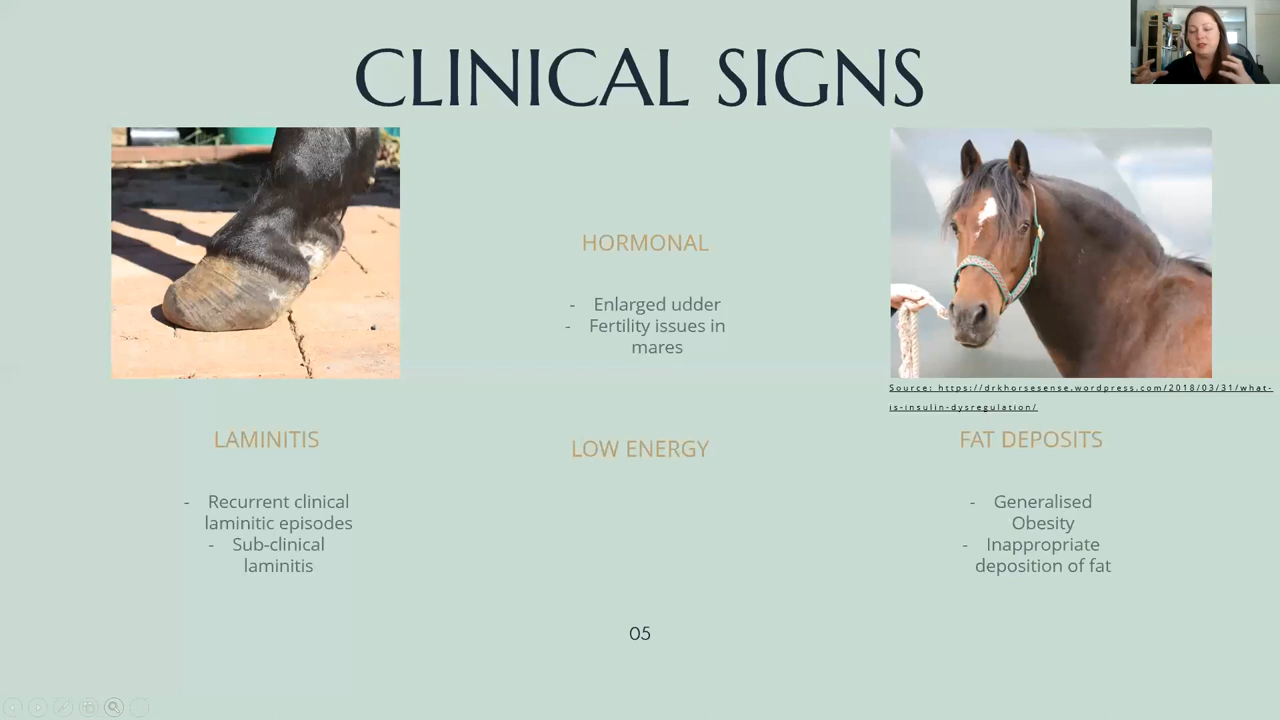 CLINICAL SIGNS
HORMONAL
- Enlarged udder
- Fertility issues in
mares
Source: https://drkhorsesense.wordpress.com/2018/03/31/what-
is-insulin-dysregulation/
LAMINITIS
- Recurrent clinical
laminitic episodes
- Sub-clinical
laminitis
LOW ENERGY
FAT DEPOSITS
- Generalised
Obesity
- Inappropriate
deposition of fat
05